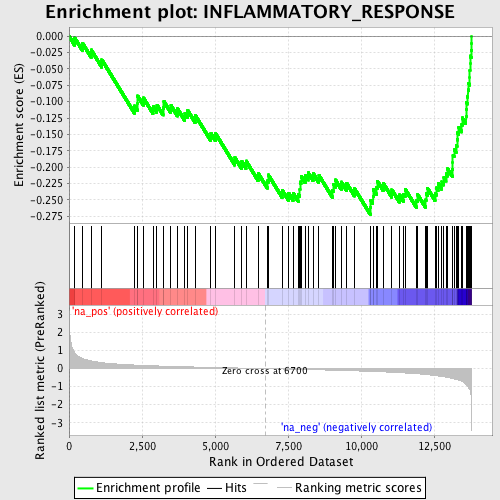 Enrichment plot: INFLAMMATORY_RESPONSE
Enrichment score (ES)
0.000
-0.025
-0.050
-0.075
-0.100
-0.125
-0.150
-0.175
-0.200
-0.225
-0.250
-0.275
'na_pos' (positively correlated)
Ranked list metric (PreRanked)
3
2
1
0
-1
-2
-3
Zero cross at 6700
'na_neg' (negatively correlated)
0
2,500
5,000
7,500
10,000
12,500
Rank in Ordered Dataset
Enrichment profile
Hits
Ranking metric scores